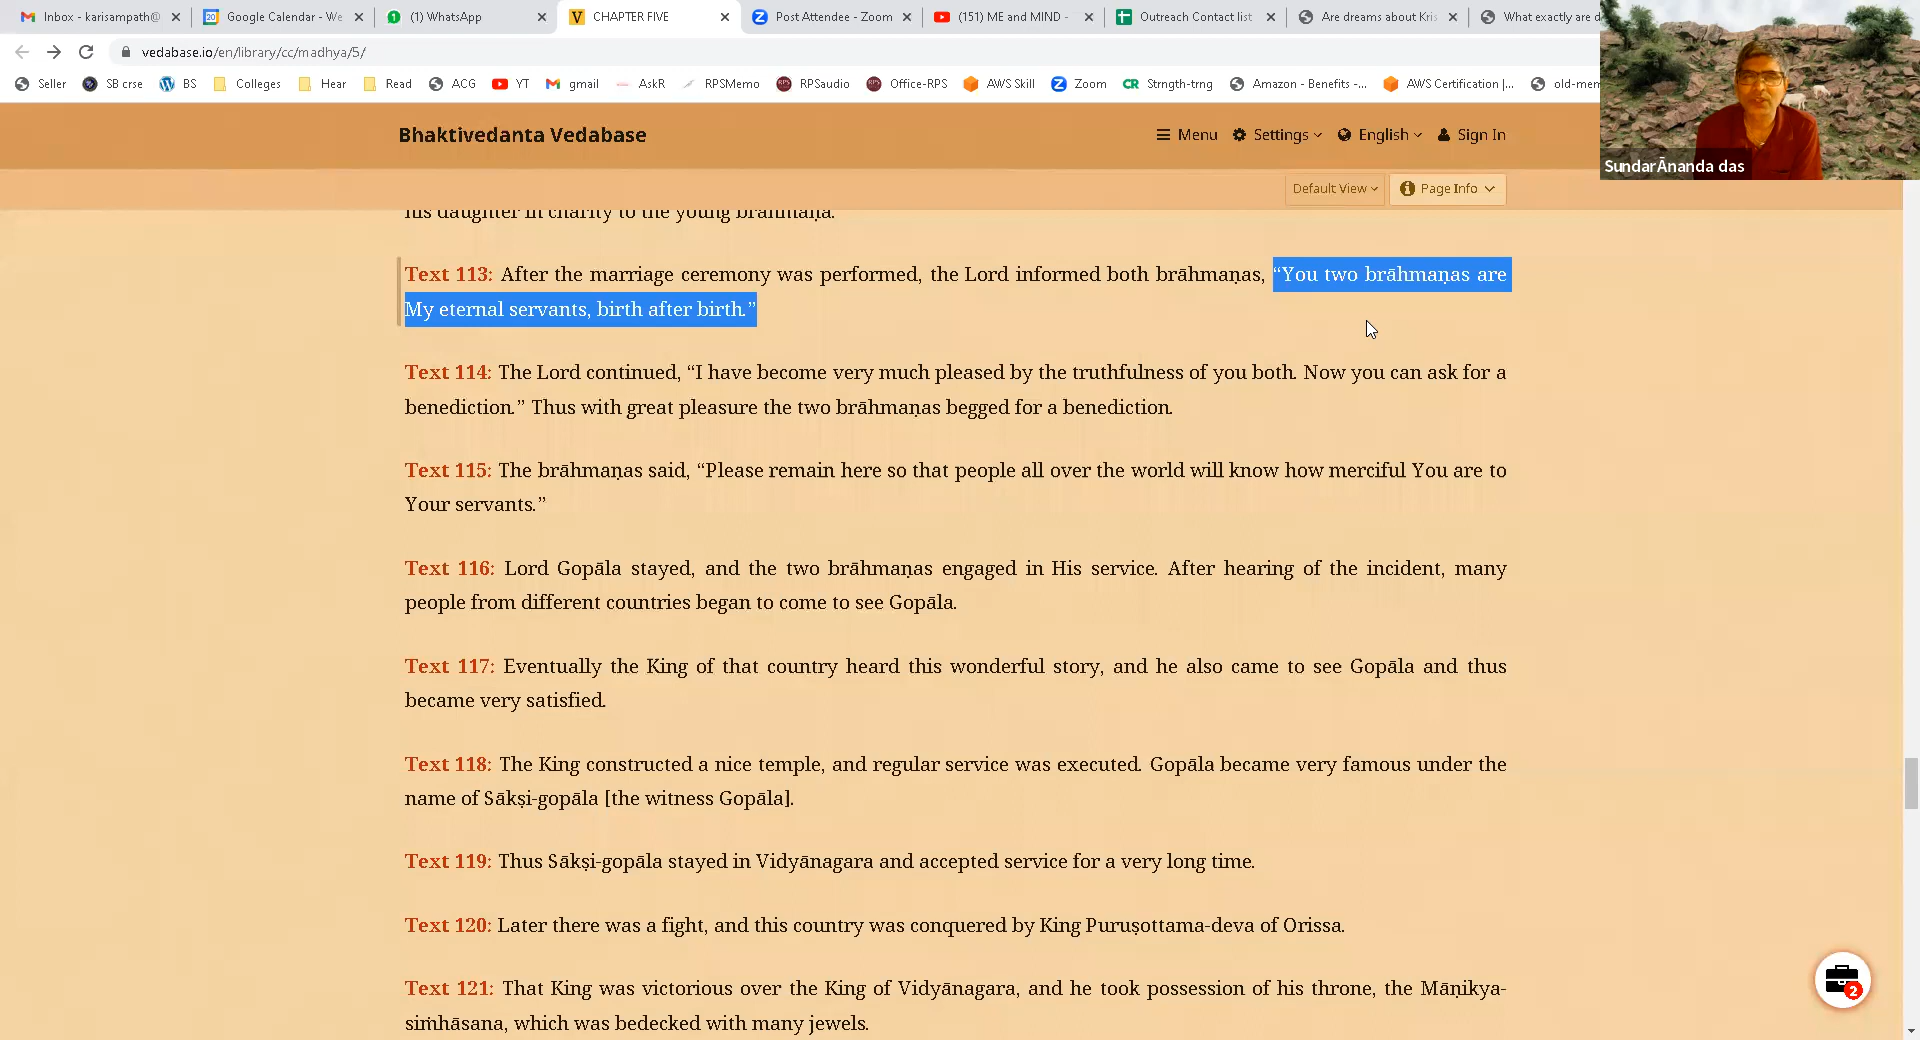 Inbox - karisampath@
Google Calendar - We
(1) WhatsApp
CHAPTER FIVE
Post Attendee - Zoom
(151) ME and MIND -
Outreach Contact list
Are dreams about Kris
What exactly are d
vedabase.io/en/library/cc/madhya/5/
Seller
SB crse
BS
Colleges
Hear
Read
ACG
YT
gmail
AskR
RPSMemo
RPSaudio
Office-RPS
AWS Skill
Zoom
Strngth-trng
Amazon - Benefits -...
AWS Certification |...
old-mem
SundarĀnanda das
Bhaktivedanta Vedabase
Menu
Settings
English
Sign In
Default View
Page Info
his daughter in charity to the young brāhmaṇa.
Text 113: After the marriage ceremony was performed, the Lord informed both brāhmaṇas, “You two brāhmaṇas are
My eternal servants, birth after birth.”
Text 114: The Lord continued, “I have become very much pleased by the truthfulness of you both. Now you can ask for a
benediction.” Thus with great pleasure the two brāhmaṇas begged for a benediction.
Text 115: The brāhmaṇas said, “Please remain here so that people all over the world will know how merciful You are to
Your servants.”
Text 116: Lord Gopāla stayed, and the two brāhmaṇas engaged in His service. After hearing of the incident, many
people from different countries began to come to see Gopāla.
Text 117: Eventually the King of that country heard this wonderful story, and he also came to see Gopāla and thus
became very satisfied.
Text 118: The King constructed a nice temple, and regular service was executed. Gopāla became very famous under the
name of Sākṣi-gopāla [the witness Gopāla].
Text 119: Thus Sākṣi-gopāla stayed in Vidyānagara and accepted service for a very long time.
Text 120: Later there was a fight, and this country was conquered by King Puruṣottama-deva of Orissa.
Text 121: That King was victorious over the King of Vidyānagara, and he took possession of his throne, the Māṇikya-
siṁhāsana, which was bedecked with many jewels.
2